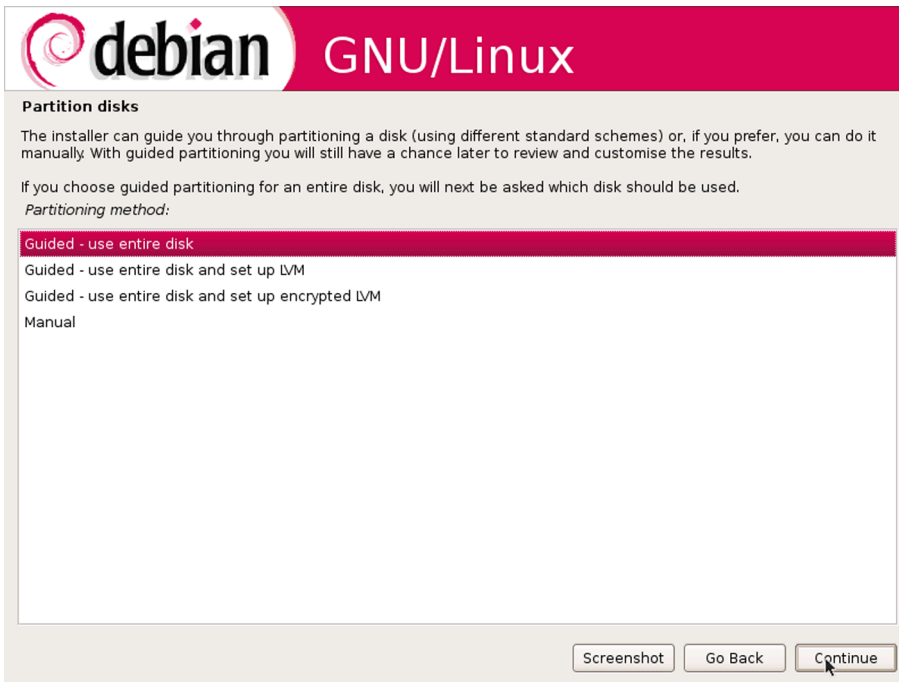 debian GNU/Linux
Partition disks
The installer can guide you through partitioning a disk (using different standard schemes) or, if you prefer, you can do it
manually. With guided partitioning you will still have a chance later to review and customise the results.
If you choose guided partitioning for an entire disk, you will next be asked which disk should be used.
Partitioning method:
Guided - use entire disk
Guided - use entire disk and set up LVM
Guided - use entire disk and set up encrypted LVM
Manual
Screenshot Go Back Continue